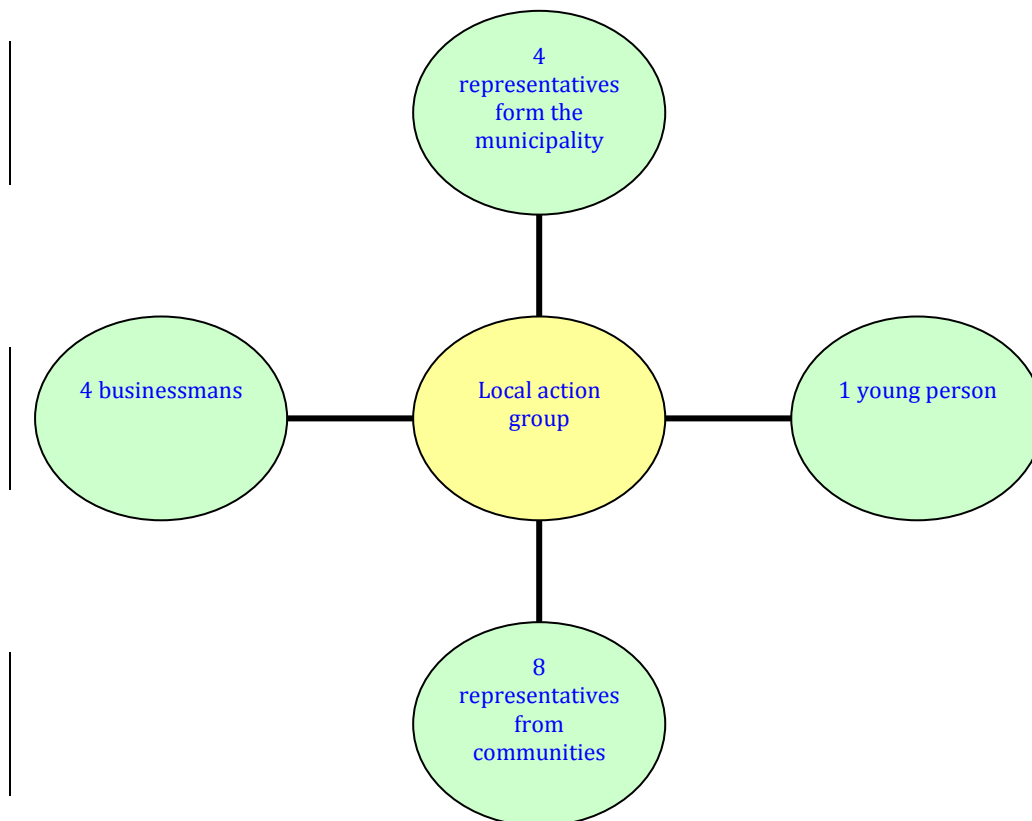 4
representatives
form the
municipality
4 businessmans
Local action
group
1 young person
8
representatives
from
communities